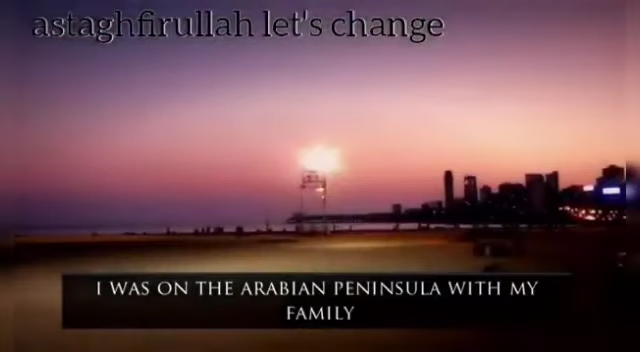 astaghfirullah let's change
I WAS ON THE ARABIAN PENINSULA WITH MY
FAMILY